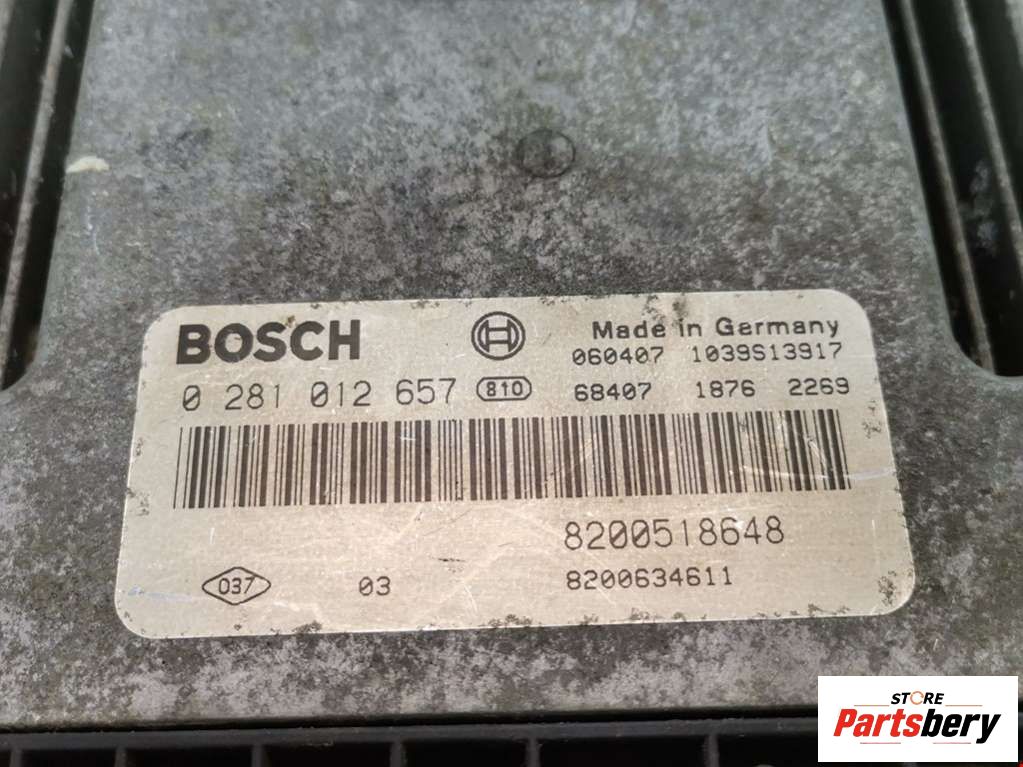 BOSCH
Made in Germany
060407 1039S13917
0 281 012 657 810 68407 1876 2269
8200518648
037 03 8200634611
STORE
Partsbery